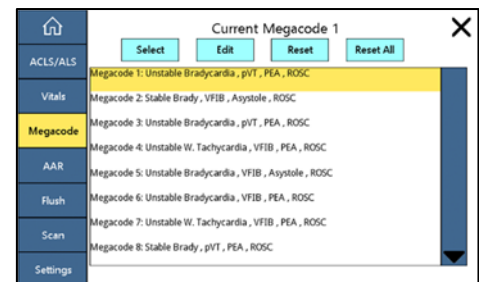 Current Megacode 1
Select Edit Reset Reset All
ACLS/ALS
Vitals
Megacode
AAR
Flush
Scan
Settings
Megacode 1: Unstable Bradycardia , pVT , PEA , ROSC
Megacode 2: Stable Brady , VFIB , Asystole , ROSC
Megacode 3: Unstable Bradycardia , pVT , PEA , ROSC
Megacode 4: Unstable W. Tachycardia , VFIB , PEA , ROSC
Megacode 5: Unstable Bradycardia , VFIB , Asystole , ROSC
Megacode 6: Unstable Bradycardia , VFIB , PEA , ROSC
Megacode 7: Unstable W. Tachycardia , VFIB , PEA , ROSC
Megacode 8: Stable Brady , pVT , PEA , ROSC